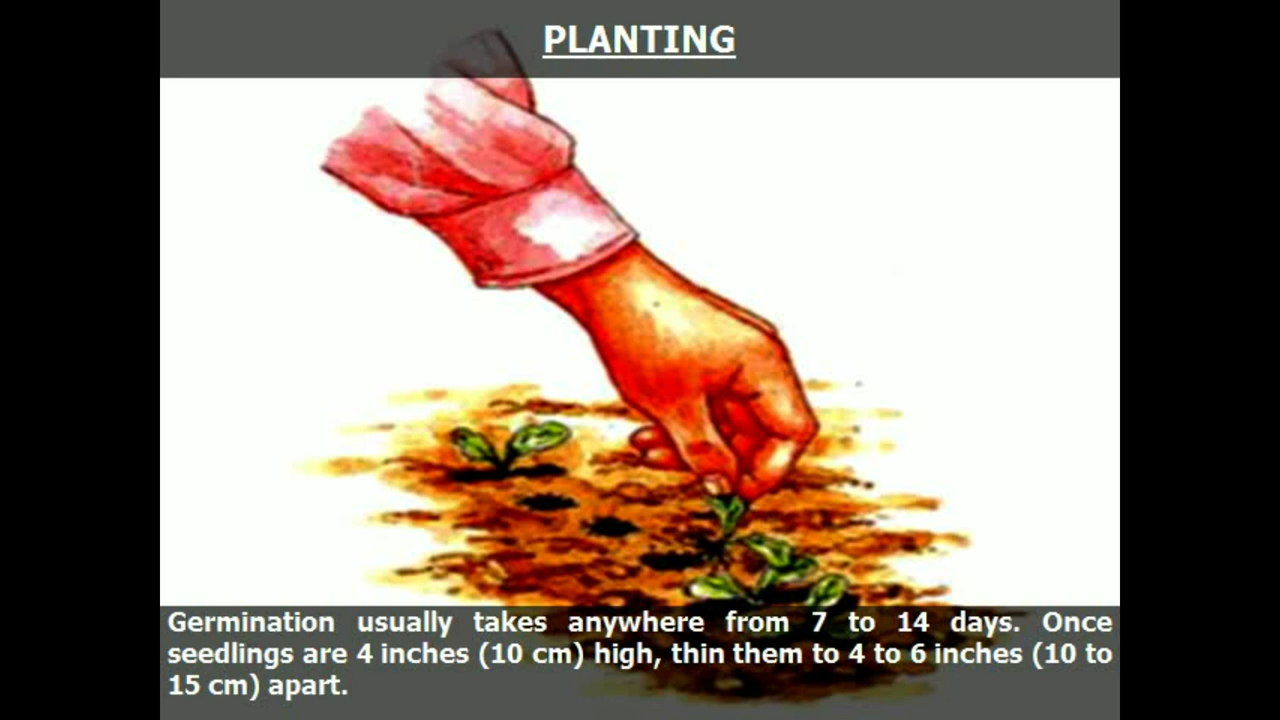 PLANTING
Germination usually takes anywhere from 7 to 14 days. Once
seedlings are 4 inches (10 cm) high, thin them to 4 to 6 inches (10 to
15 cm) apart.